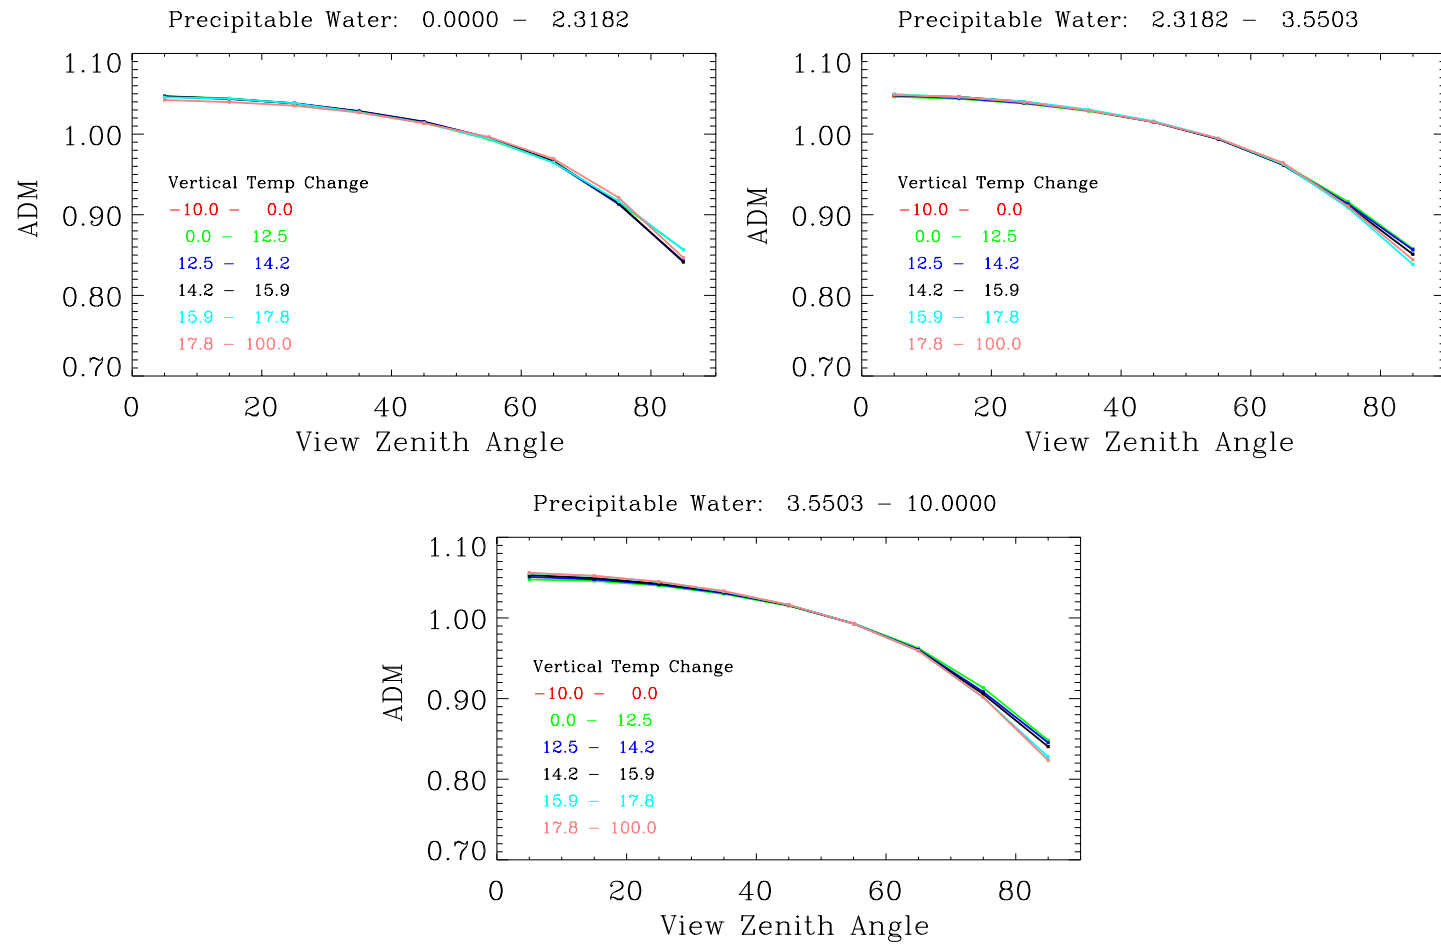 Precipitable Water: 0.0000 - 2.3182
1.10
1.00
0.90
0.80
0.70
ADM
Vertical Temp Change
-10.0 - 0.0
0.0 - 12.5
12.5 - 14.2
14.2 - 15.9
15.9 - 17.8
17.8 - 100.0
0 20 40 60 80
View Zenith Angle
Precipitable Water: 2.3182 - 3.5503
1.10
1.00
0.90
0.80
0.70
ADM
Vertical Temp Change
-10.0 - 0.0
0.0 - 12.5
12.5 - 14.2
14.2 - 15.9
15.9 - 17.8
17.8 - 100.0
0 20 40 60 80
View Zenith Angle
Precipitable Water: 3.5503 - 10.0000
1.10
1.00
0.90
0.80
0.70
ADM
Vertical Temp Change
-10.0 - 0.0
0.0 - 12.5
12.5 - 14.2
14.2 - 15.9
15.9 - 17.8
17.8 - 100.0
0 20 40 60 80
View Zenith Angle